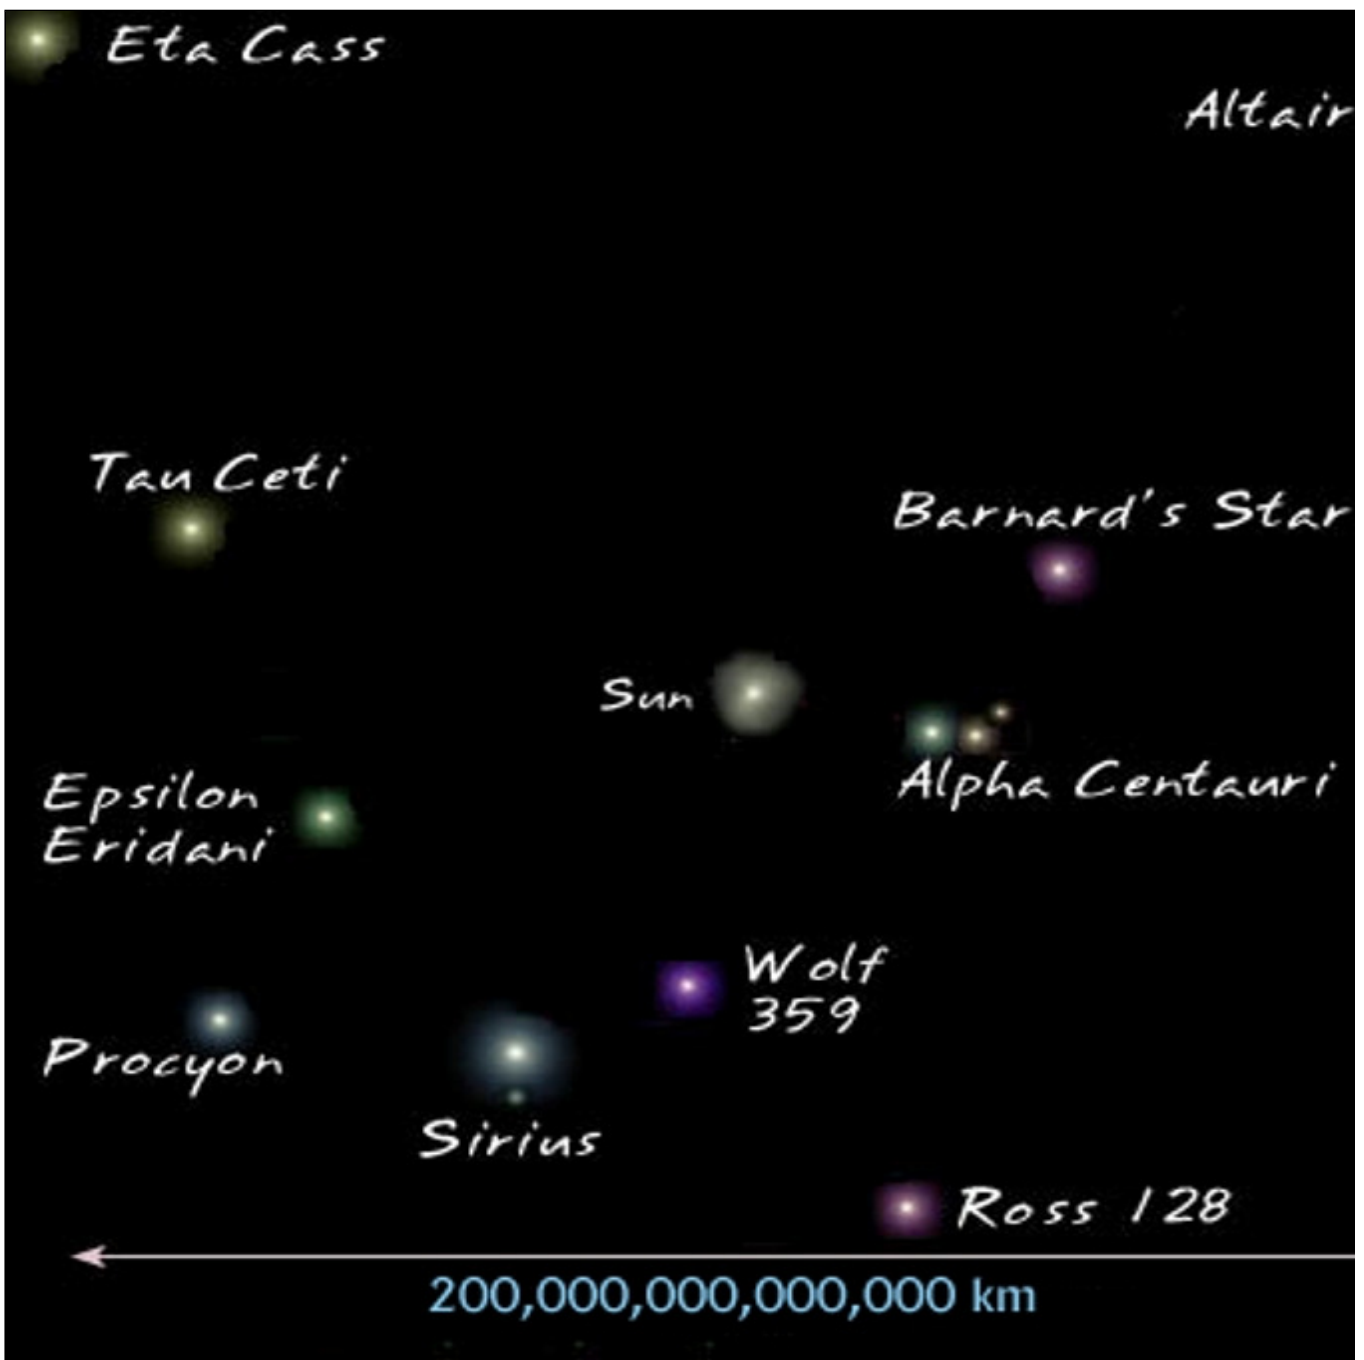 Eta Cass
Altair
Tau Ceti
Barnard's Star
Sun
Alpha Centauri
Epsilon
Eridani
Wolf
359
Procyon
Sirius
Ross 128
200,000,000,000,000 km